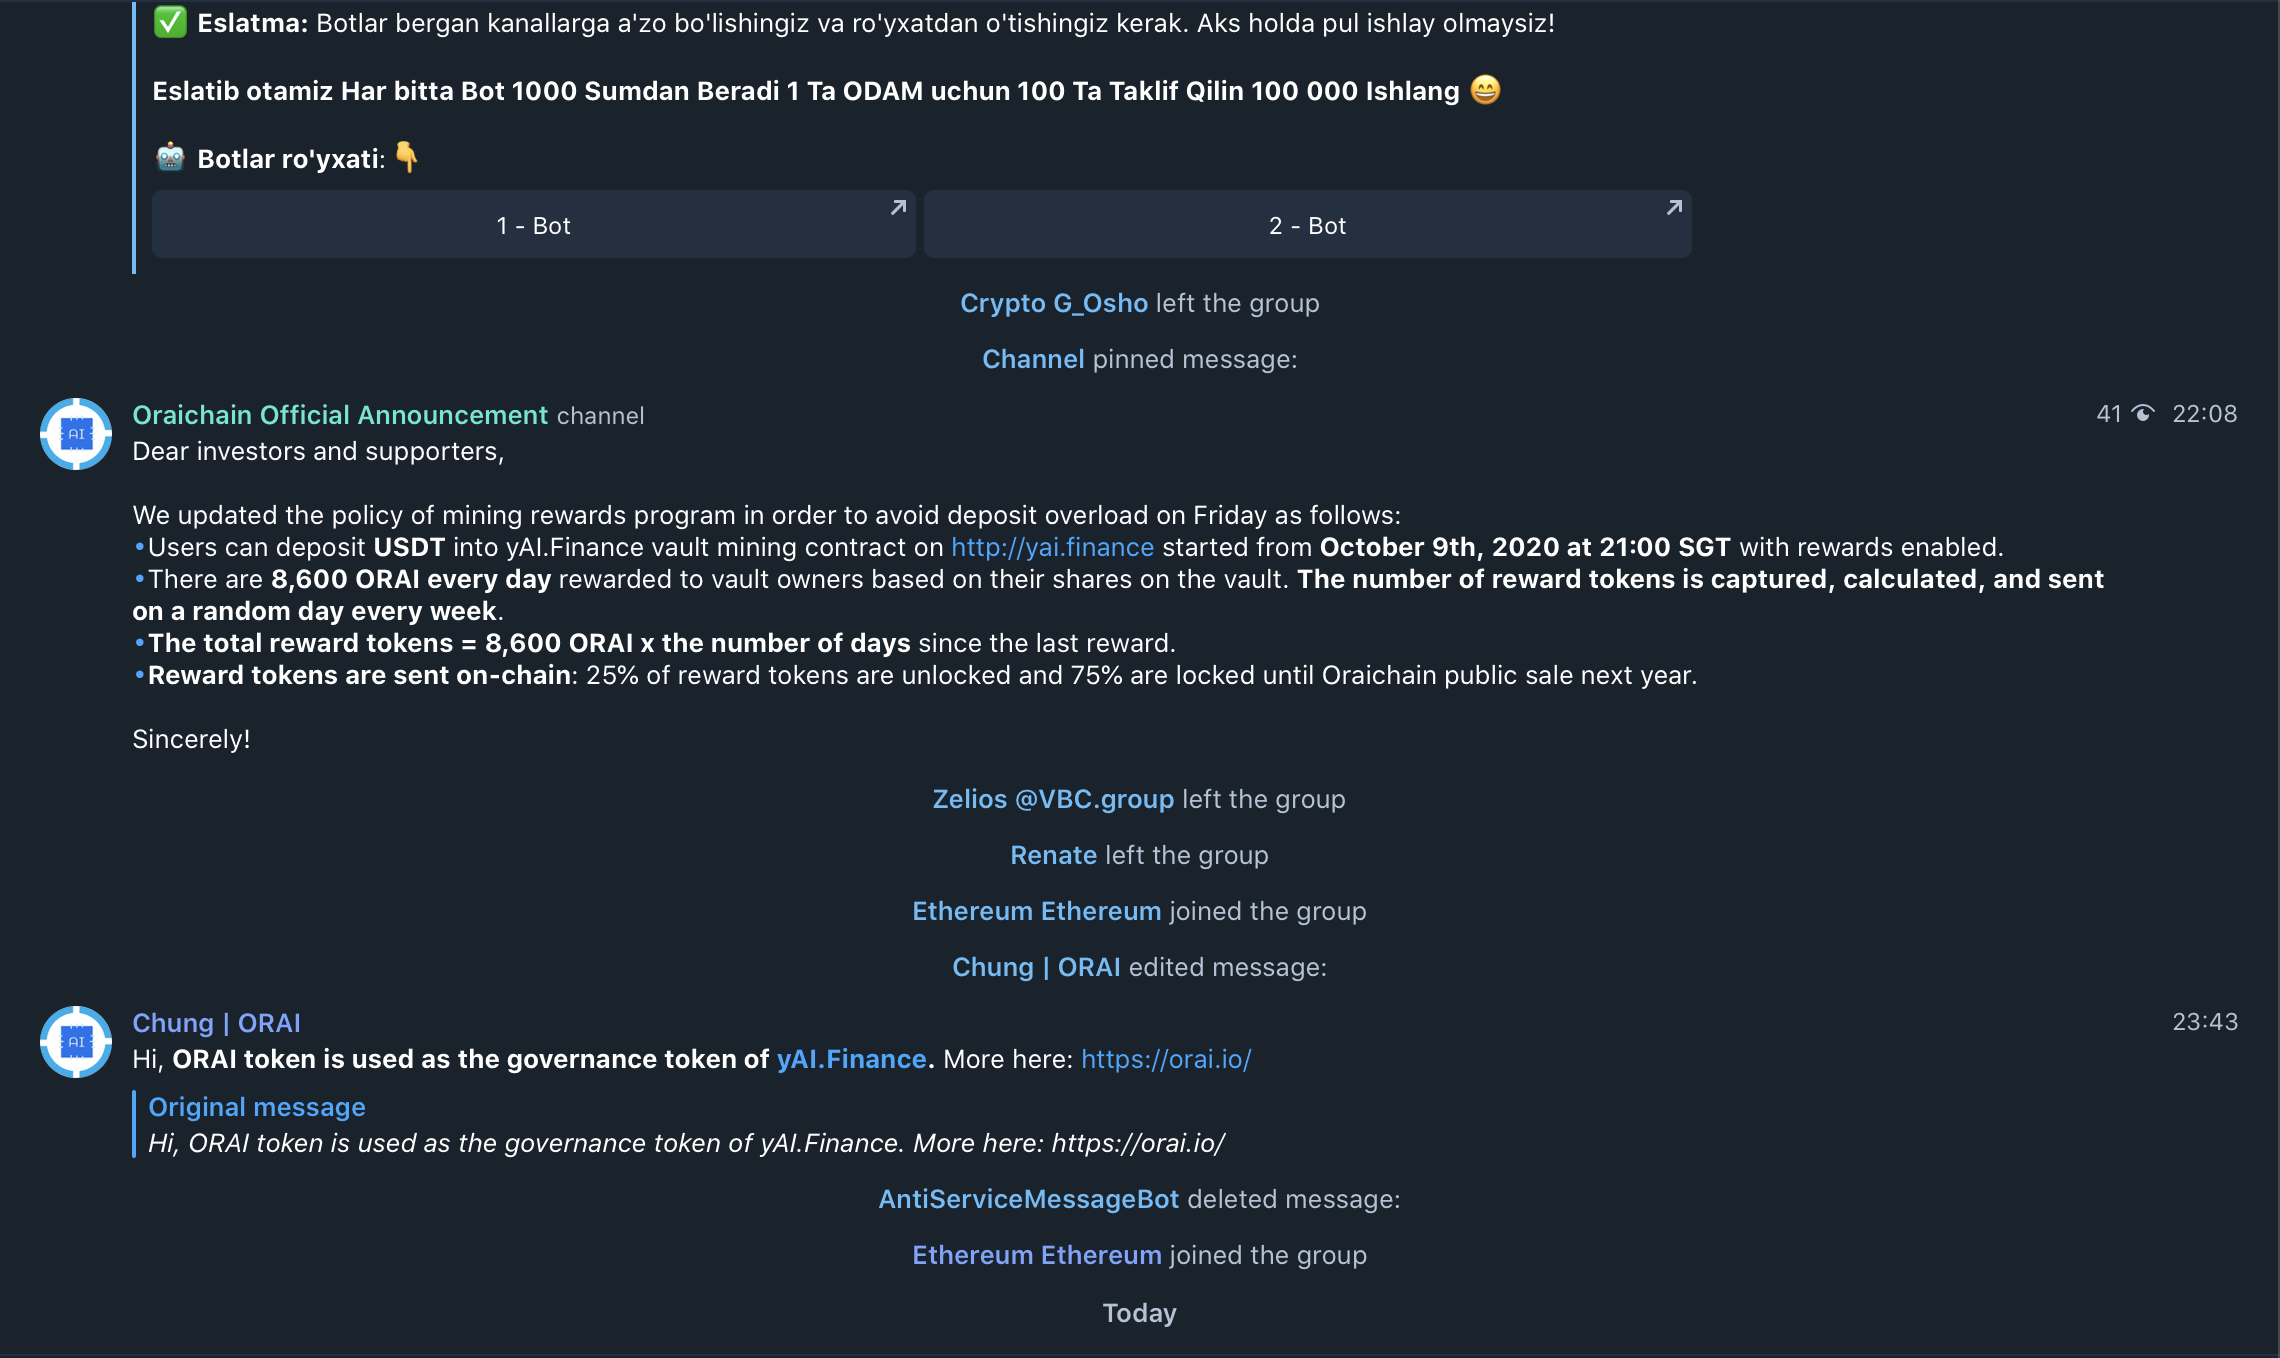 ✅ Eslatma: Botlar bergan kanallarga a'zo bo'lishingiz va ro'yxatdan o'tishingiz kerak. Aks holda pul ishlay olmaysiz!
Eslatib otamiz Har bitta Bot 1000 Sumdan Beradi 1 Ta ODAM uchun 100 Ta Taklif Qilin 100 000 Ishlang 😄
🤖 Botlar ro'yxati: 👇
1 - Bot
2 - Bot
Crypto G_Osho left the group
Channel pinned message:
Oraichain Official Announcement channel
41 22:08
AI
Dear investors and supporters,
We updated the policy of mining rewards program in order to avoid deposit overload on Friday as follows:
•Users can deposit USDT into yAI.Finance vault mining contract on http://yai.finance started from October 9th, 2020 at 21:00 SGT with rewards enabled.
•There are 8,600 ORAI every day rewarded to vault owners based on their shares on the vault. The number of reward tokens is captured, calculated, and sent
on a random day every week.
•The total reward tokens = 8,600 ORAI x the number of days since the last reward.
•Reward tokens are sent on-chain: 25% of reward tokens are unlocked and 75% are locked until Oraichain public sale next year.
Sincerely!
Zelios @VBC.group left the group
Renate left the group
Ethereum Ethereum joined the group
Chung | ORAI edited message:
Chung | ORAI
23:43
AI
Hi, ORAI token is used as the governance token of yAI.Finance. More here: https://orai.io/
Original message
Hi, ORAI token is used as the governance token of yAI.Finance. More here: https://orai.io/
AntiServiceMessageBot deleted message:
Ethereum Ethereum joined the group
Today